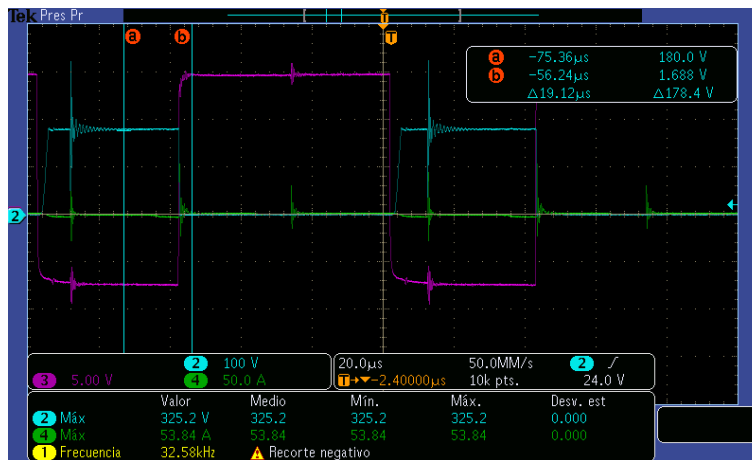 Tek Pres Pr
T
a b
T
a -75.36µs 180.0 V
b -56.24µs 1.688 V
Δ19.12µs Δ178.4 V
2
2 100 V
3 5.00 V 4 50.0 A
20.0µs 50.0MM/s 2 ƒ
T→▼-2.40000µs 10k pts. 24.0 V
Valor Medio Mín. Máx. Desv. est
2 Máx 325.2 V 325.2 325.2 325.2 0.000
4 Máx 53.84 A 53.84 53.84 53.84 0.000
1 Frecuencia 32.58kHz Recorte negativo